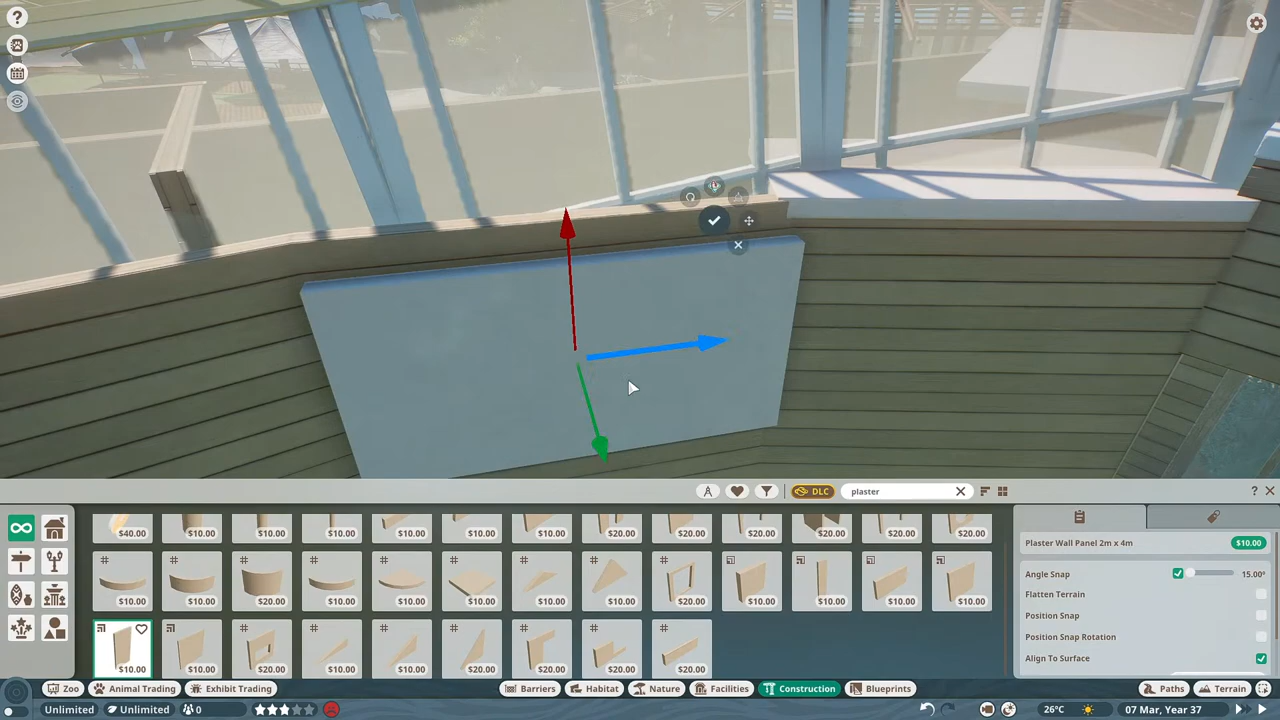 ?
DLC
plaster
?
$40.00 $10.00 $10.00 $10.00 $10.00 $10.00 $10.00 $20.00 $20.00 $20.00 $20.00 $20.00 $20.00
$10.00 $10.00 $20.00 $10.00 $10.00 $10.00 $10.00 $10.00 $20.00 $10.00 $10.00 $10.00 $10.00
$10.00 $10.00 $20.00 $10.00 $10.00 $10.00 $20.00 $20.00 $20.00
Plaster Wall Panel 2m x 4m $10.00
Angle Snap 15.00°
Flatten Terrain
Position Snap
Position Snap Rotation
Align To Surface
Zoo Animal Trading Exhibit Trading Barriers Habitat Nature Facilities Construction Blueprints Paths Terrain
Unlimited Unlimited 0 26°C 07 Mar, Year 37